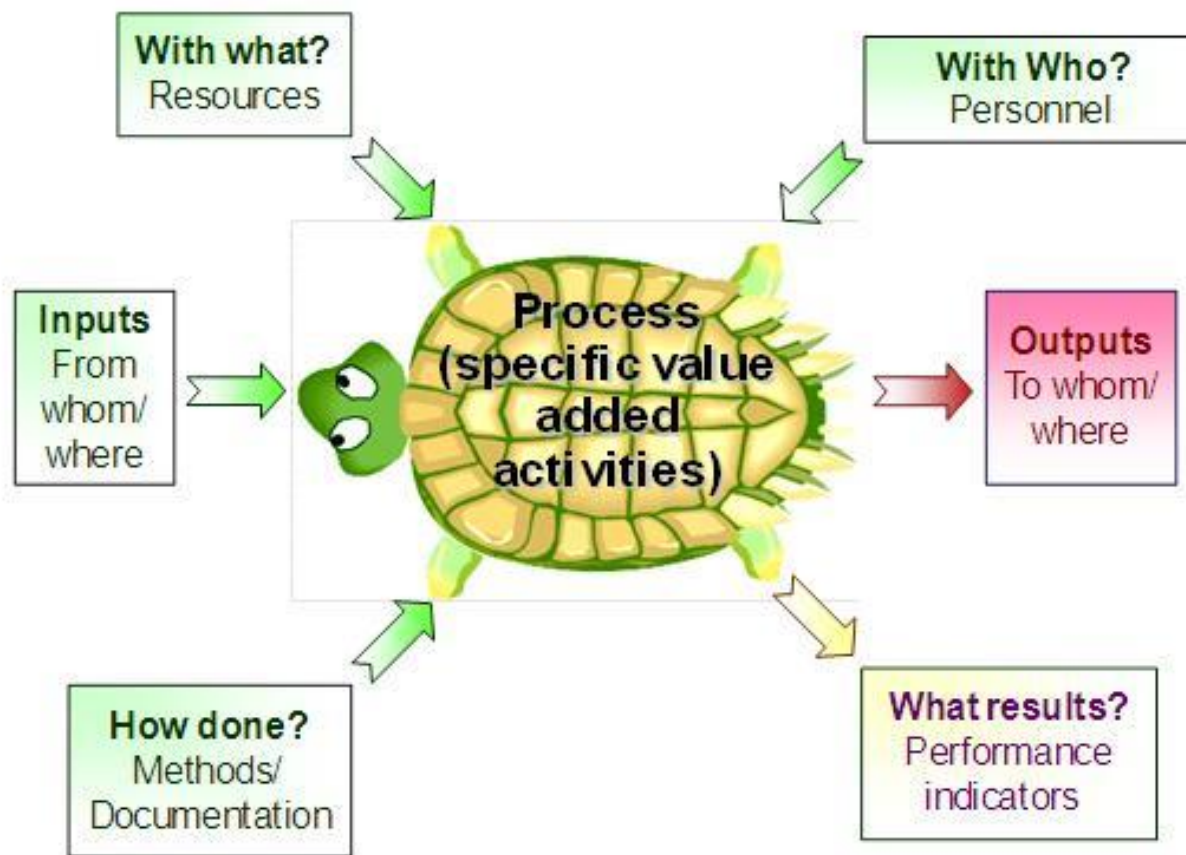 With what?
Resources
With Who?
Personnel
Inputs
From
whom/
where
Process
(specific value
added
activities)
Outputs
To whom/
where
How done?
Methods/
Documentation
What results?
Performance
indicators